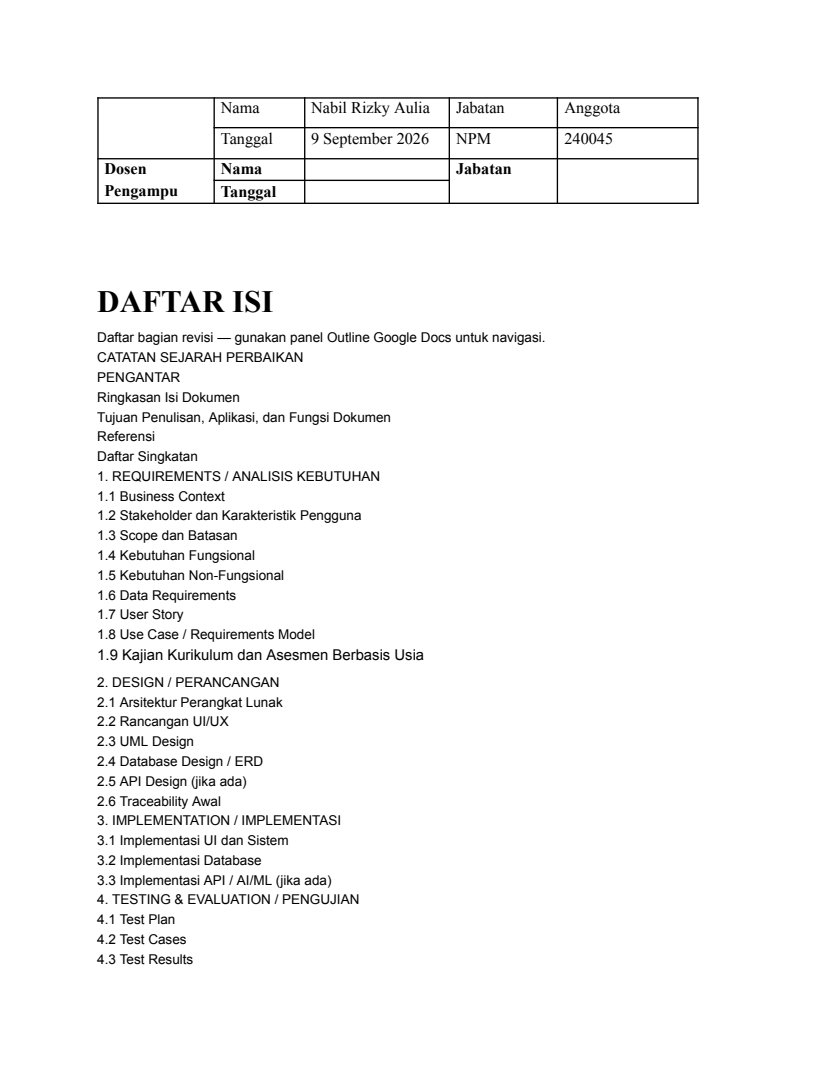 Nama Nabil Rizky Aulia Jabatan Anggota
Tanggal 9 September 2026 NPM 240045
Dosen Pengampu Nama Jabatan
Tanggal
DAFTAR ISI
Daftar bagian revisi — gunakan panel Outline Google Docs untuk navigasi.
CATATAN SEJARAH PERBAIKAN
PENGANTAR
Ringkasan Isi Dokumen
Tujuan Penulisan, Aplikasi, dan Fungsi Dokumen
Referensi
Daftar Singkatan
1. REQUIREMENTS / ANALISIS KEBUTUHAN
1.1 Business Context
1.2 Stakeholder dan Karakteristik Pengguna
1.3 Scope dan Batasan
1.4 Kebutuhan Fungsional
1.5 Kebutuhan Non-Fungsional
1.6 Data Requirements
1.7 User Story
1.8 Use Case / Requirements Model
1.9 Kajian Kurikulum dan Asesmen Berbasis Usia
2. DESIGN / PERANCANGAN
2.1 Arsitektur Perangkat Lunak
2.2 Rancangan UI/UX
2.3 UML Design
2.4 Database Design / ERD
2.5 API Design (jika ada)
2.6 Traceability Awal
3. IMPLEMENTATION / IMPLEMENTASI
3.1 Implementasi UI dan Sistem
3.2 Implementasi Database
3.3 Implementasi API / AI/ML (jika ada)
4. TESTING & EVALUATION / PENGUJIAN
4.1 Test Plan
4.2 Test Cases
4.3 Test Results